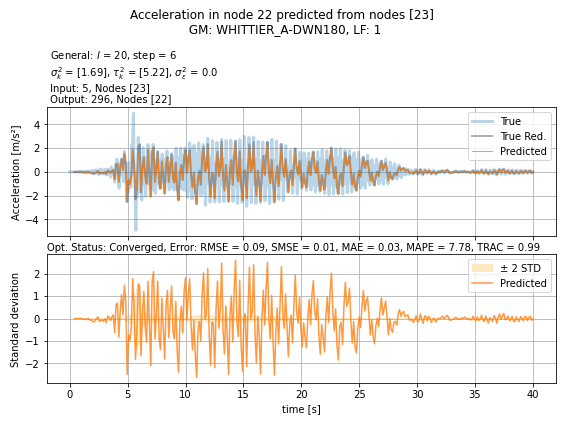 Acceleration in node 22 predicted from nodes [23]
GM: WHITTIER_A-DWN180, LF: 1
General: l = 20, step = 6
σ²ₖ = [1.69], τ²ₖ = [5.22], σ²ε = 0.0
Input: 5, Nodes [23]
Output: 296, Nodes [22]
Acceleration [m/s²]
4
2
0
−2
−4
True
True Red.
Predicted
Opt. Status: Converged, Error: RMSE = 0.09, SMSE = 0.01, MAE = 0.03, MAPE = 7.78, TRAC = 0.99
Standard deviation
2
1
0
−1
−2
± 2 STD
Predicted
0 5 10 15 20 25 30 35 40
time [s]